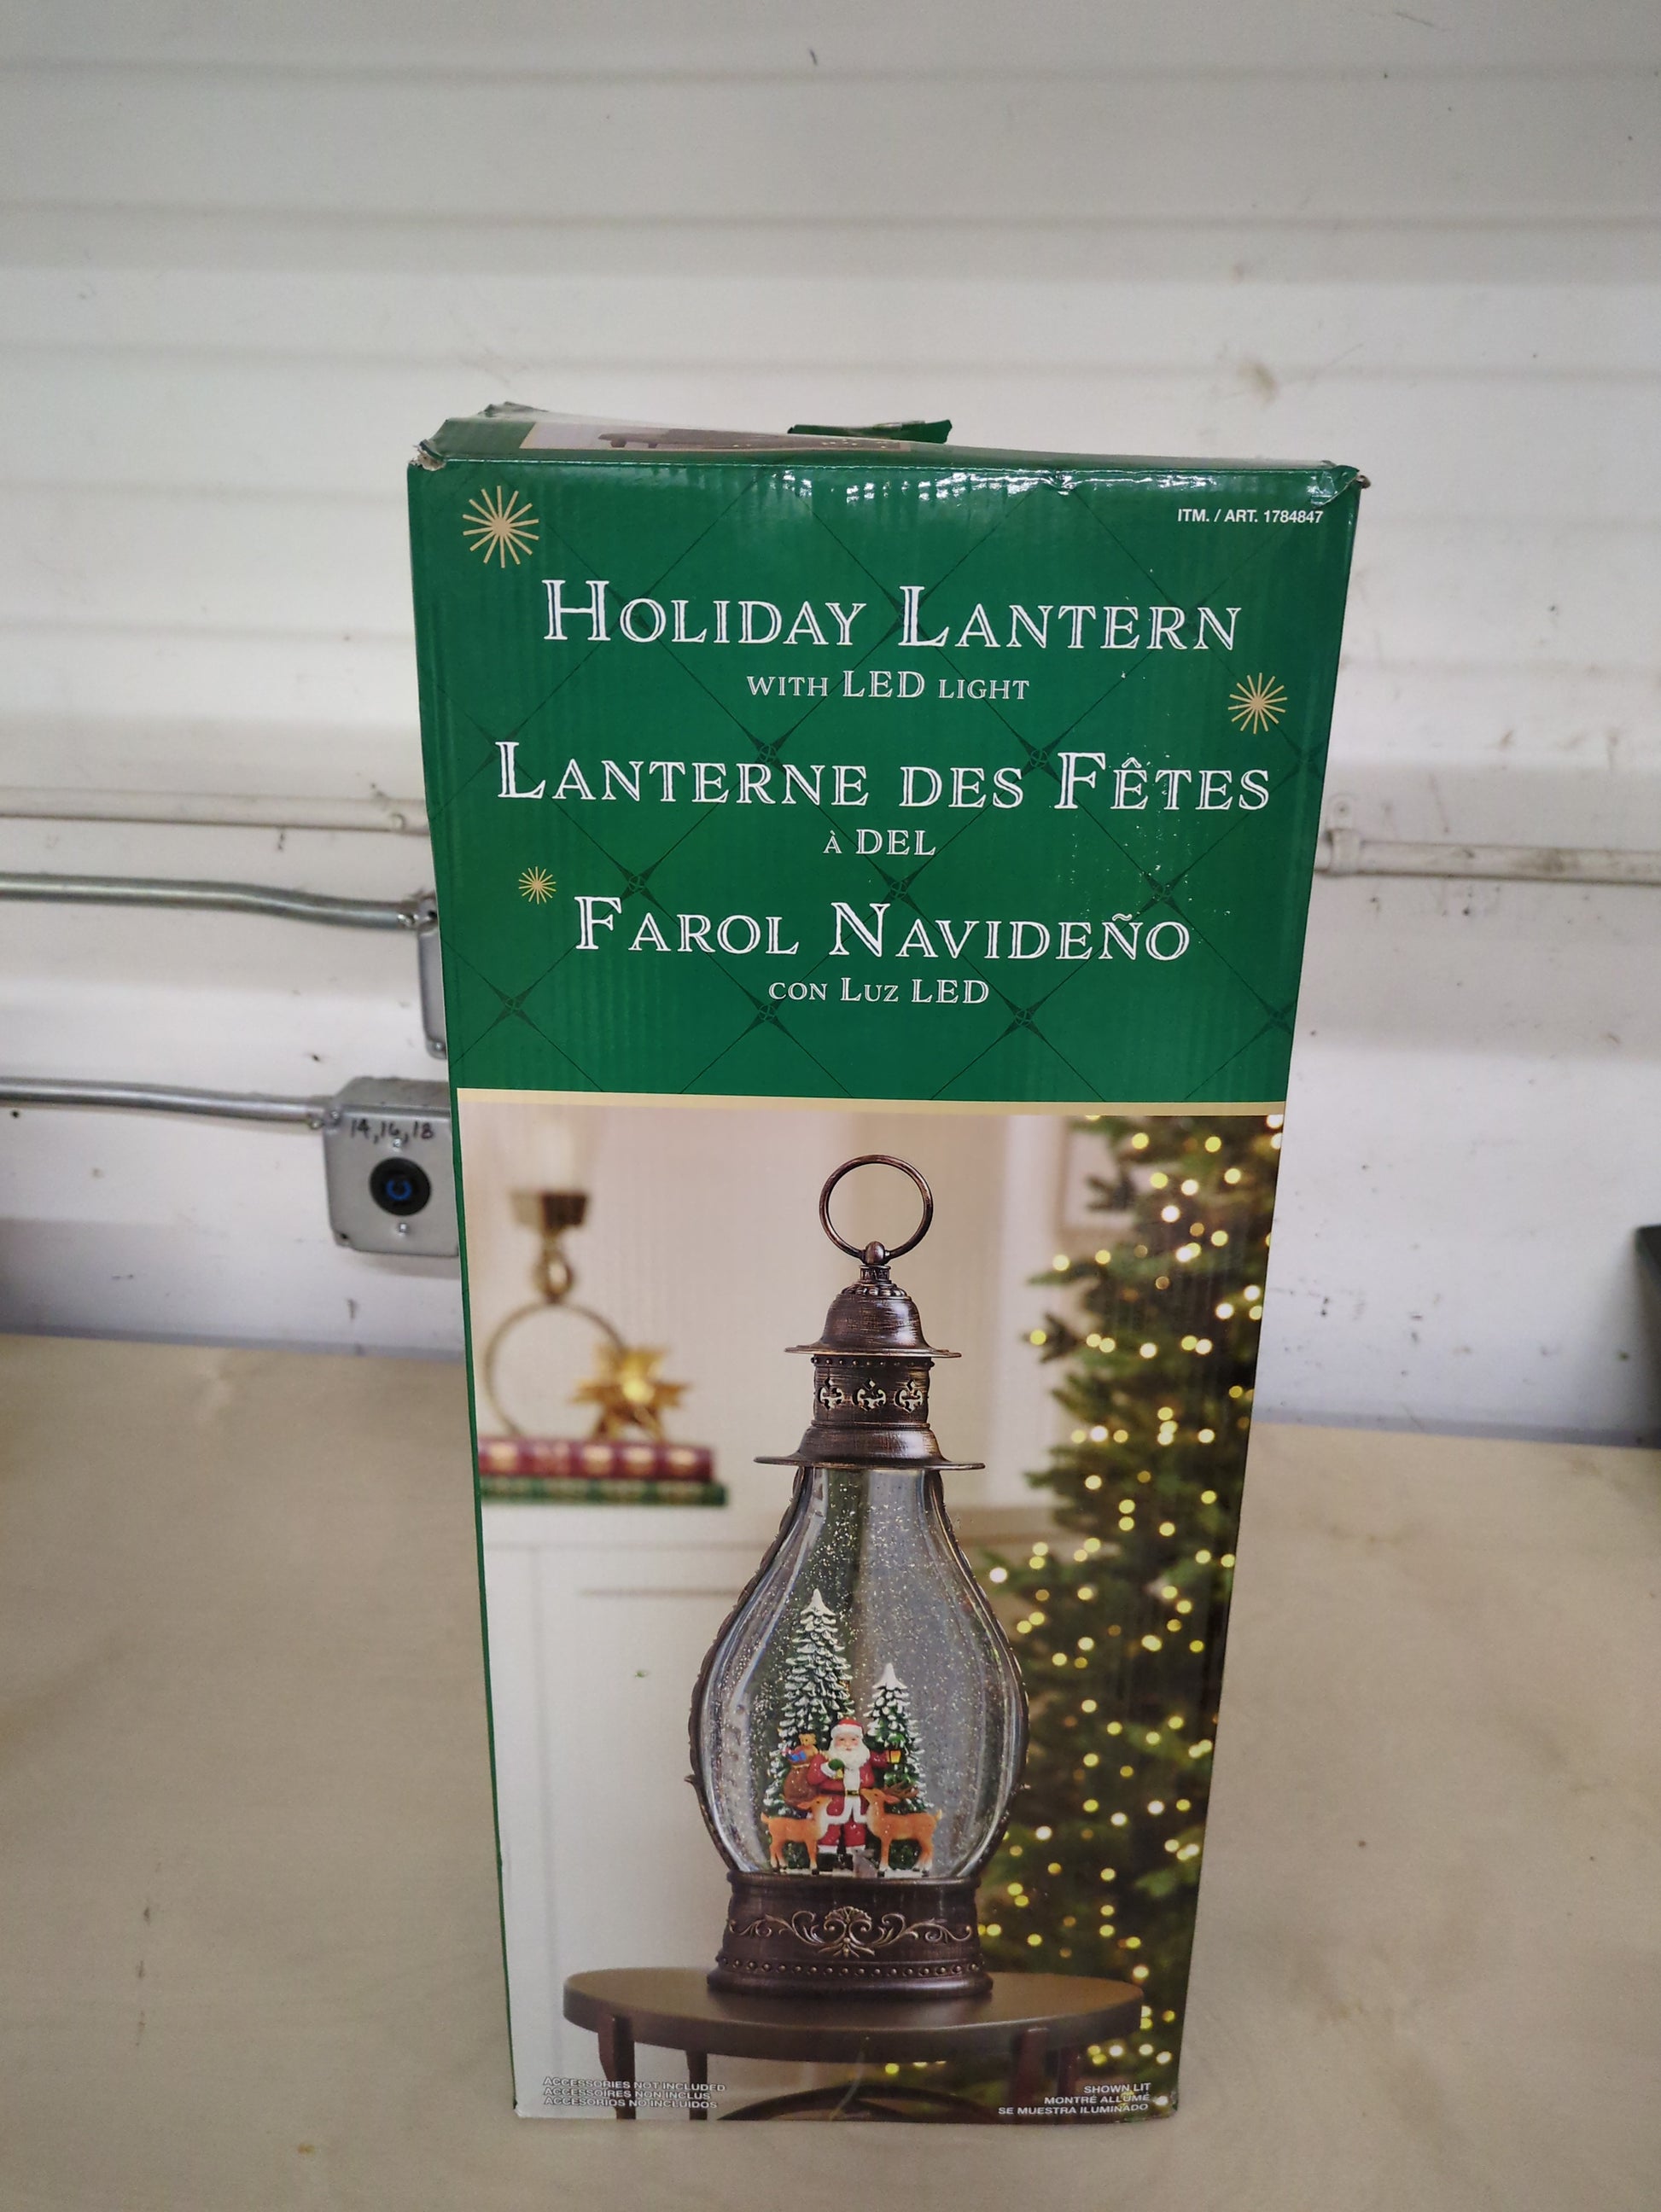 ITM. / ART. 1784847
HOLIDAY LANTERN
WITH LED LIGHT
LANTERNE DES FÊTES
À DEL
FAROL NAVIDEÑO
CON LUZ LED
14,16,18
ACCESSORIES NOT INCLUDED
ACCESSOIRES NON INCLUS
ACCESORIOS NO INCLUIDOS
SHOWN LIT
MONTRÉ ALLUMÉ
SE MUESTRA ILUMINADO